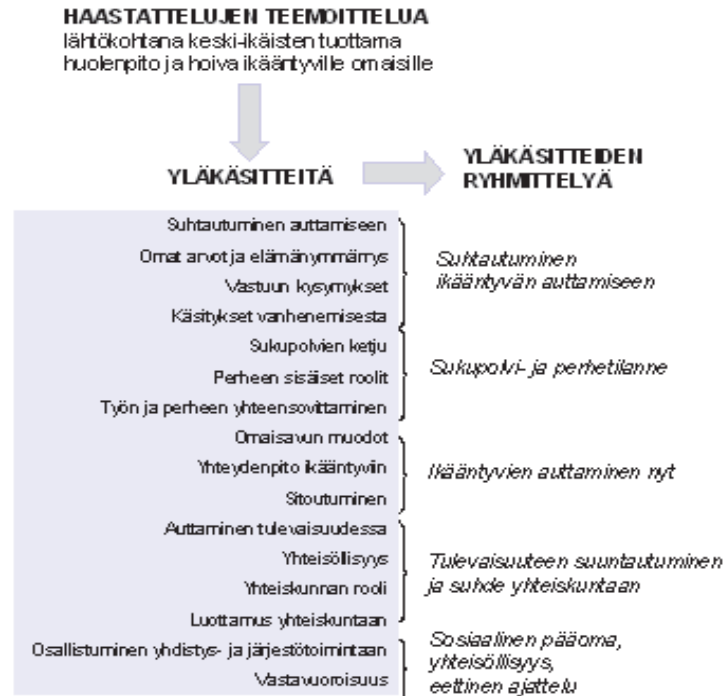 HAASTATTELUJEN TEEMOITTELUA
lähtökohtana keski-ikäisten tuottama
huolenpito ja hoiva ikääntyville omaisille
YLÄKÄSITTEITÄ
YLÄKÄSITTEIDEN
RYHMITTELYÄ
Suhtautuminen auttamiseen
Omat arvot ja elämänymmärrys
Vastuun kysymykset
Käsitykset vanhenemisesta
Suhtautuminen
ikääntyvän auttamiseen
Sukupolvien ketju
Perheen sisäiset roolit
Työn ja perheen yhteensovittaminen
Sukupolvi- ja perhetilanne
Omaisavun muodot
Yhteydenpito ikääntyviin
Sitoutuminen
Ikääntyvien auttaminen nyt
Auttaminen tulevaisuudessa
Yhteisöllisyys
Yhteiskunnan rooli
Luottamus yhteiskuntaan
Tulevaisuuteen suuntautuminen
ja suhde yhteiskuntaan
Osallistuminen yhdistys- ja järjestötoimintaan
Vastavuoroisuus
Sosiaalinen pääoma,
yhteisöllisyys,
eettinen ajattelu